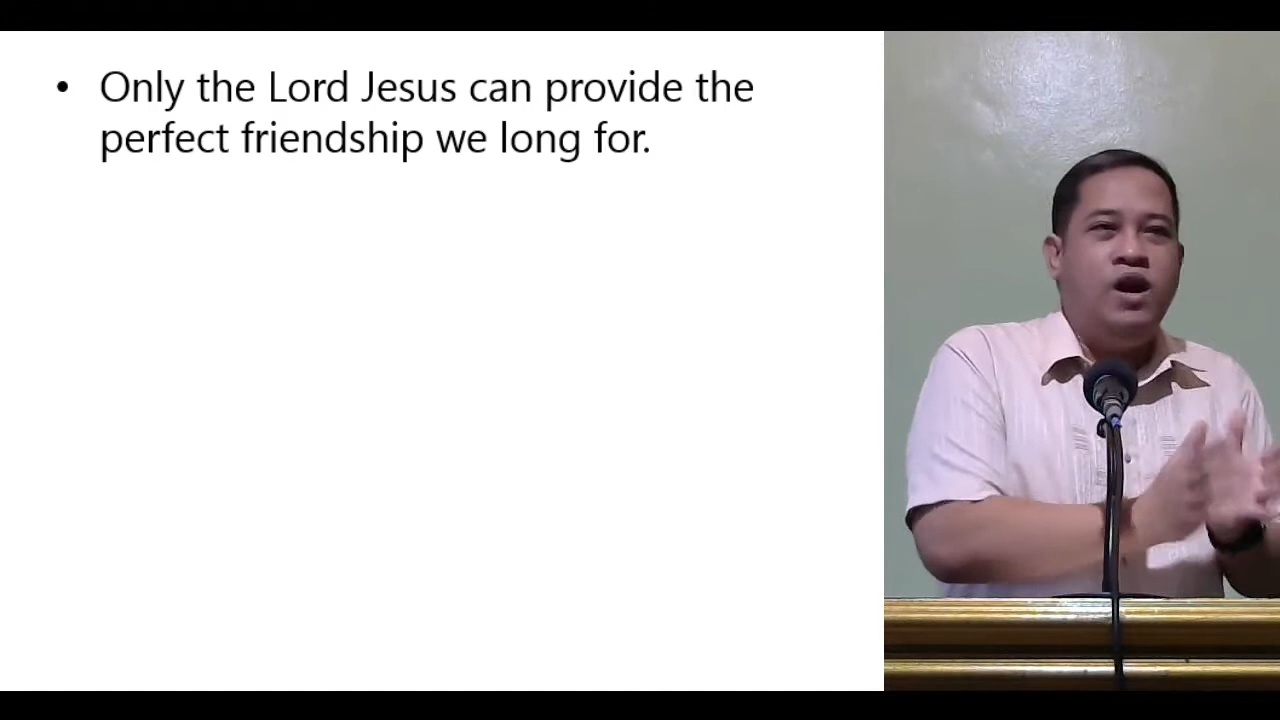 • Only the Lord Jesus can provide the
perfect friendship we long for.